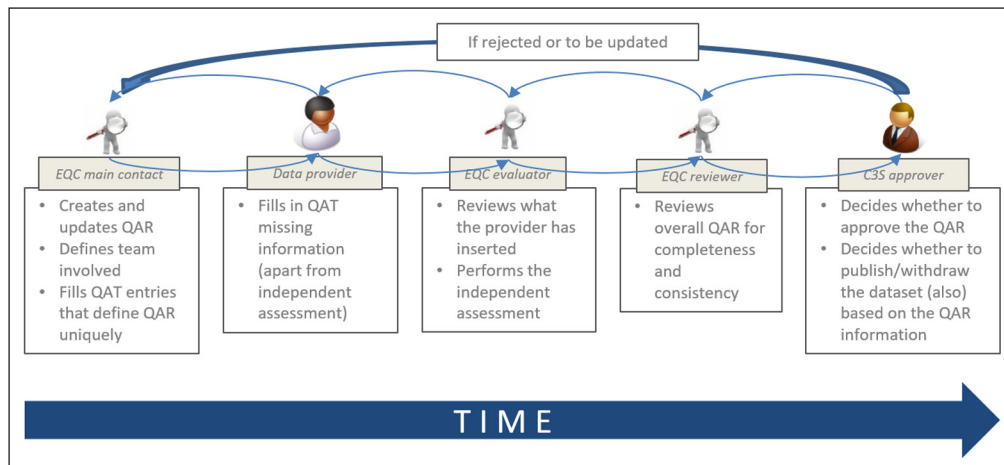 If rejected or to be updated
EQC main contact
• Creates and
updates QAR
• Defines team
involved
• Fills QAT entries
that define QAR
uniquely
Data provider
• Fills in QAT
missing
information
(apart from
independent
assessment)
EQC evaluator
• Reviews what
the provider has
inserted
• Performs the
independent
assessment
EQC reviewer
• Reviews
overall QAR for
completeness
and
consistency
C3S approver
• Decides whether to
approve the QAR
• Decides whether to
publish/withdraw
the dataset (also)
based on the QAR
information
TIME